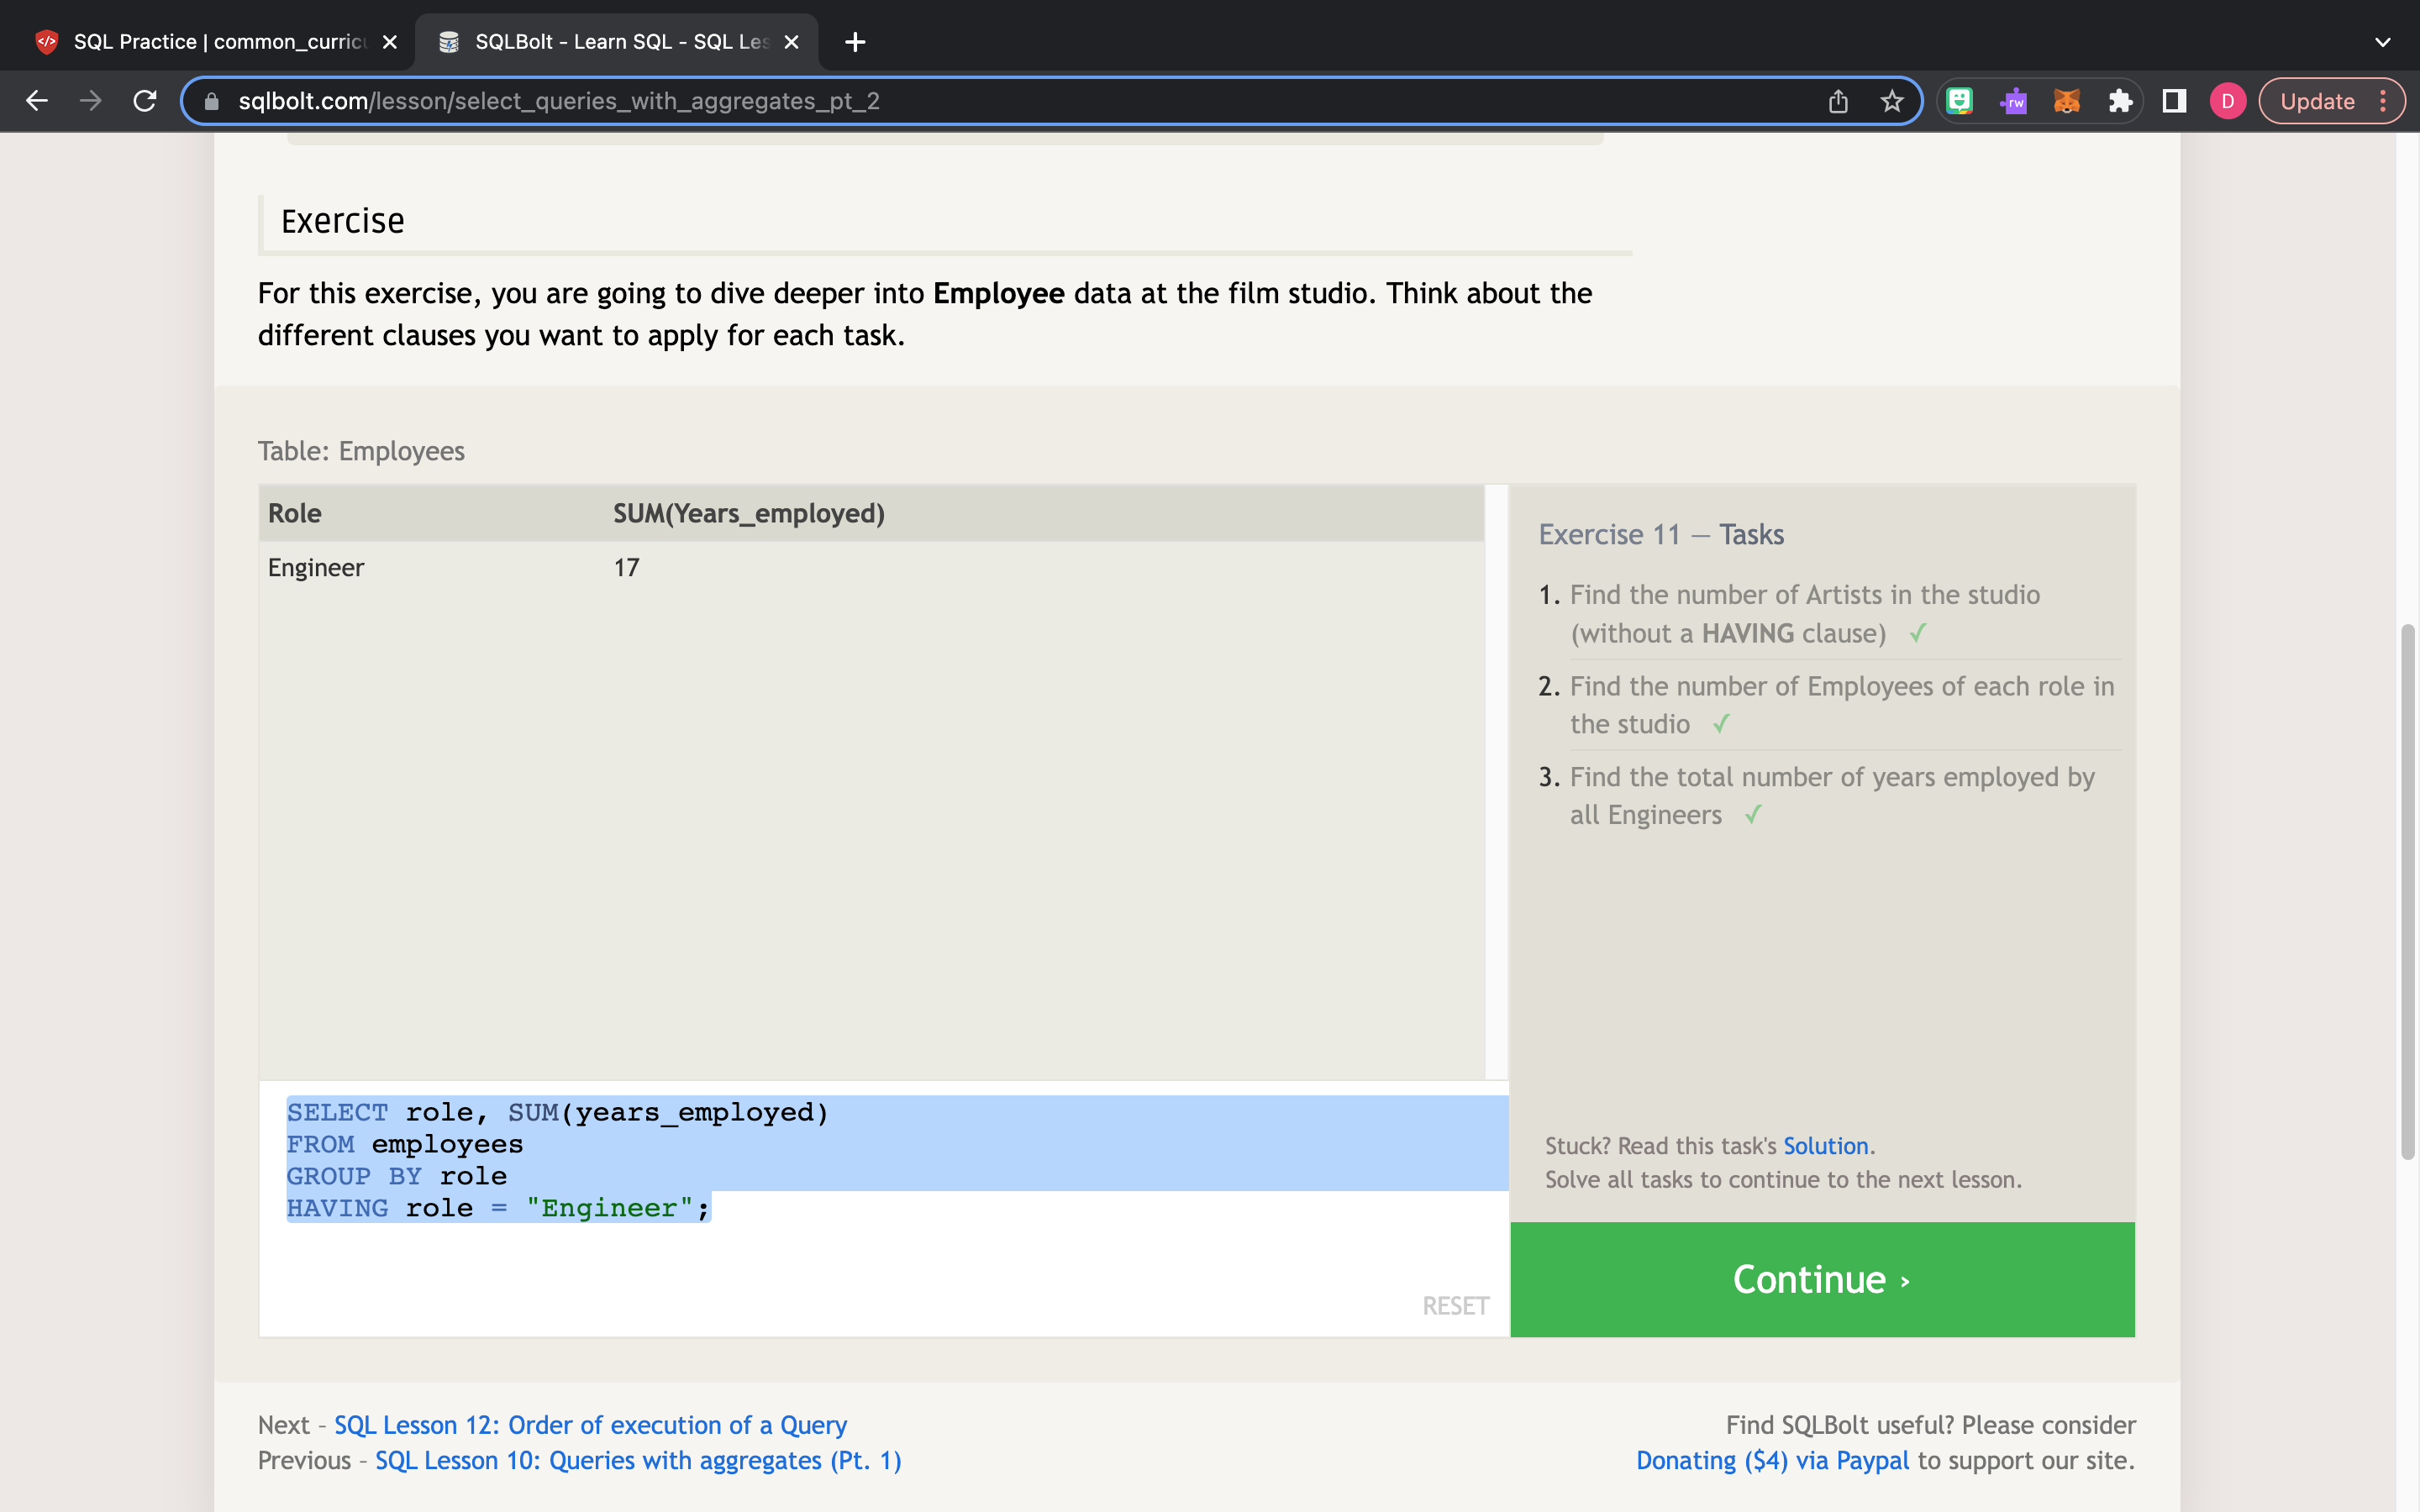 SQL Practice | common_curric
SQLBolt - Learn SQL - SQL Les
sqlbolt.com/lesson/select_queries_with_aggregates_pt_2
rw
D
Update
Exercise
For this exercise, you are going to dive deeper into Employee data at the film studio. Think about the
different clauses you want to apply for each task.
Table: Employees
Role SUM(Years_employed)
Engineer 17
Exercise 11 — Tasks
1. Find the number of Artists in the studio
(without a HAVING clause) ✓
2. Find the number of Employees of each role in
the studio ✓
3. Find the total number of years employed by
all Engineers ✓
SELECT role, SUM(years_employed)
FROM employees
GROUP BY role
HAVING role = "Engineer";
RESET
Stuck? Read this task's Solution.
Solve all tasks to continue to the next lesson.
Continue ›
Next – SQL Lesson 12: Order of execution of a Query
Previous – SQL Lesson 10: Queries with aggregates (Pt. 1)
Find SQLBolt useful? Please consider
Donating ($4) via Paypal to support our site.